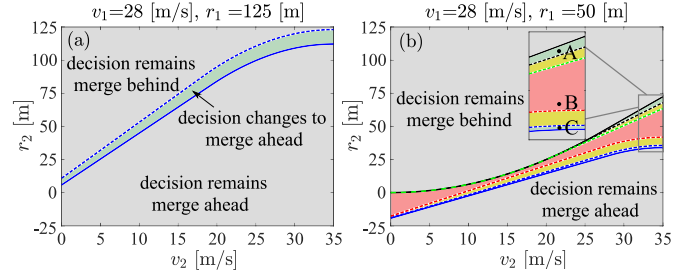 v₁=28 [m/s], r₁ =125 [m]
(a)
decision remains
merge behind
decision changes to
merge ahead
decision remains
merge ahead
r₂ [m]
125
100
75
50
25
0
-25
0 5 10 15 20 25 30 35
v₂ [m/s]
v₁=28 [m/s], r₁ =50 [m]
(b)
A
B
C
decision remains
merge behind
decision remains
merge ahead
r₂ [m]
125
100
75
50
25
0
-25
0 5 10 15 20 25 30 35
v₂ [m/s]